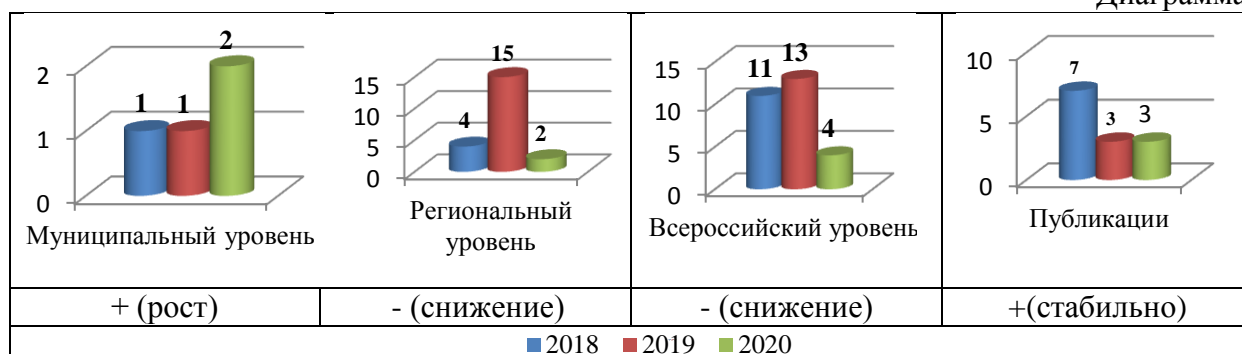 Диаграмма
2
1
0
1
1
2
Муниципальный уровень
15
10
5
0
4
15
2
Региональный
уровень
15
10
5
0
11
13
4
Всероссийский уровень
10
5
0
7
3
3
Публикации
+ (рост)
- (снижение)
- (снижение)
+(стабильно)
2018 2019 2020